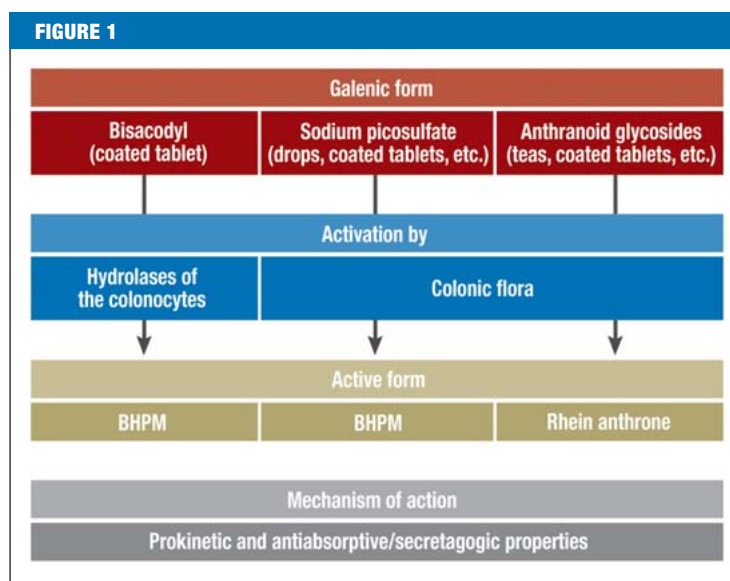 FIGURE 1
Galenic form
Bisacodyl
(coated tablet)
Sodium picosulfate
(drops, coated tablets, etc.)
Anthranoid glycosides
(teas, coated tablets, etc.)
Activation by
Hydrolases of
the colonocytes
Colonic flora
Active form
BHPM
BHPM
Rhein anthrone
Mechanism of action
Prokinetic and antiabsorptive/secretagogic properties